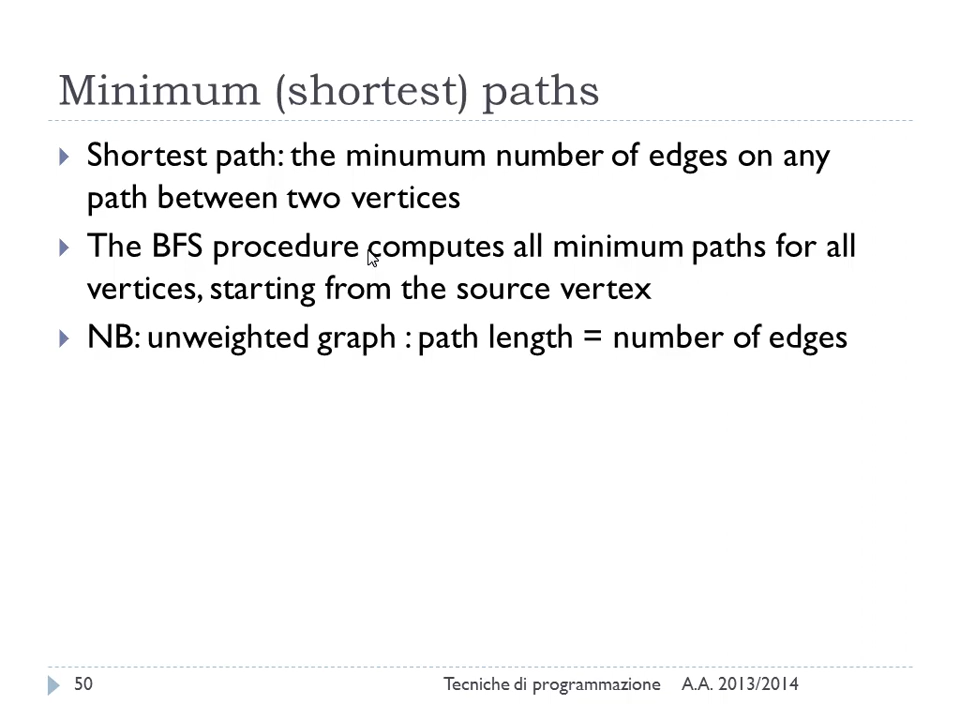 Minimum (shortest) paths
Shortest path: the minumum number of edges on any
path between two vertices
The BFS procedure computes all minimum paths for all
vertices, starting from the source vertex
NB: unweighted graph : path length = number of edges
50 Tecniche di programmazione A.A. 2013/2014